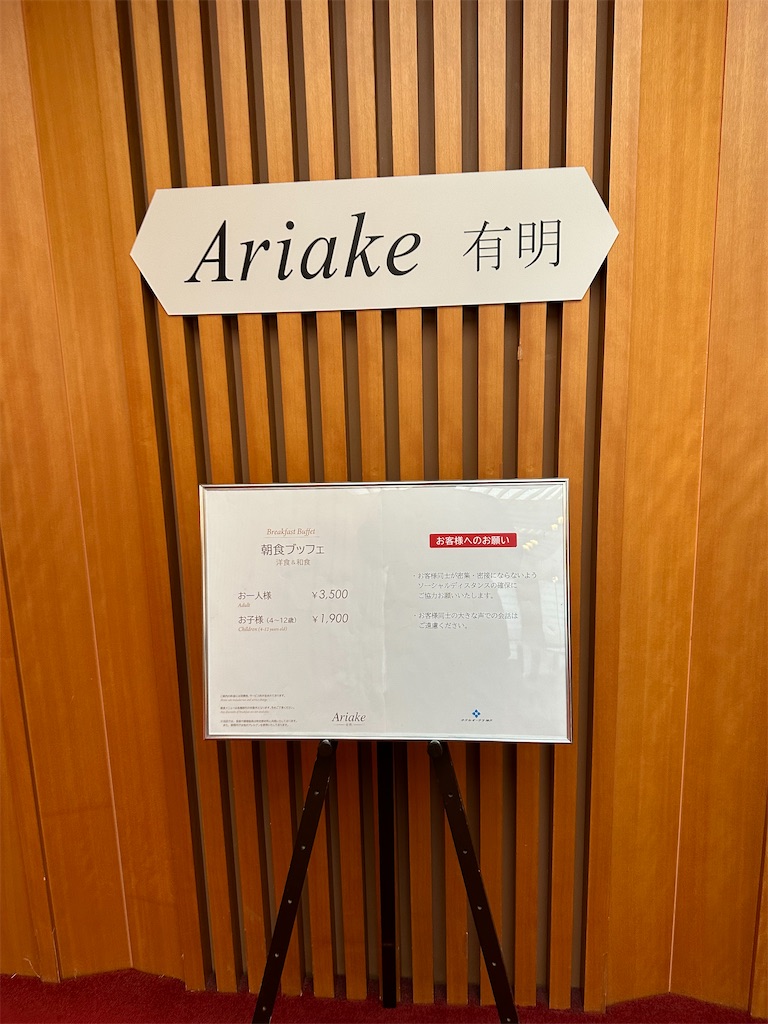 Ariake 有明
Breakfast Buffet
朝食ブッフェ
洋食&和食
お一人様 ¥3,500
Adult
お子様(4~12歳) ¥1,900
Children (4-12 years old)
Ariake
お客様へのお願い
・お客様同士が密集・密接にならないよう
ソーシャルディスタンスの確保に
ご協力お願いいたします。
・お客様同士の大きな声での会話は
ご遠慮ください。